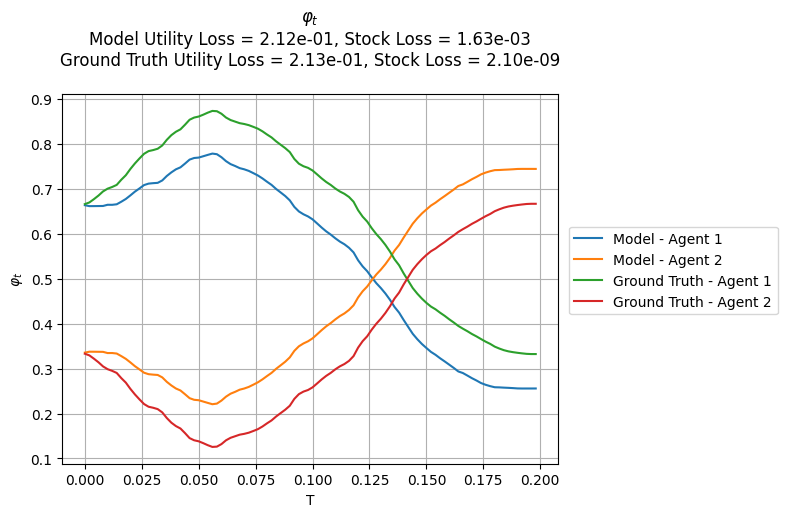 φt
Model Utility Loss = 2.12e-01, Stock Loss = 1.63e-03
Ground Truth Utility Loss = 2.13e-01, Stock Loss = 2.10e-09
0.9
0.8
0.7
0.6
0.5
0.4
0.3
0.2
0.1
φt
0.000 0.025 0.050 0.075 0.100 0.125 0.150 0.175 0.200
T
Model - Agent 1
Model - Agent 2
Ground Truth - Agent 1
Ground Truth - Agent 2